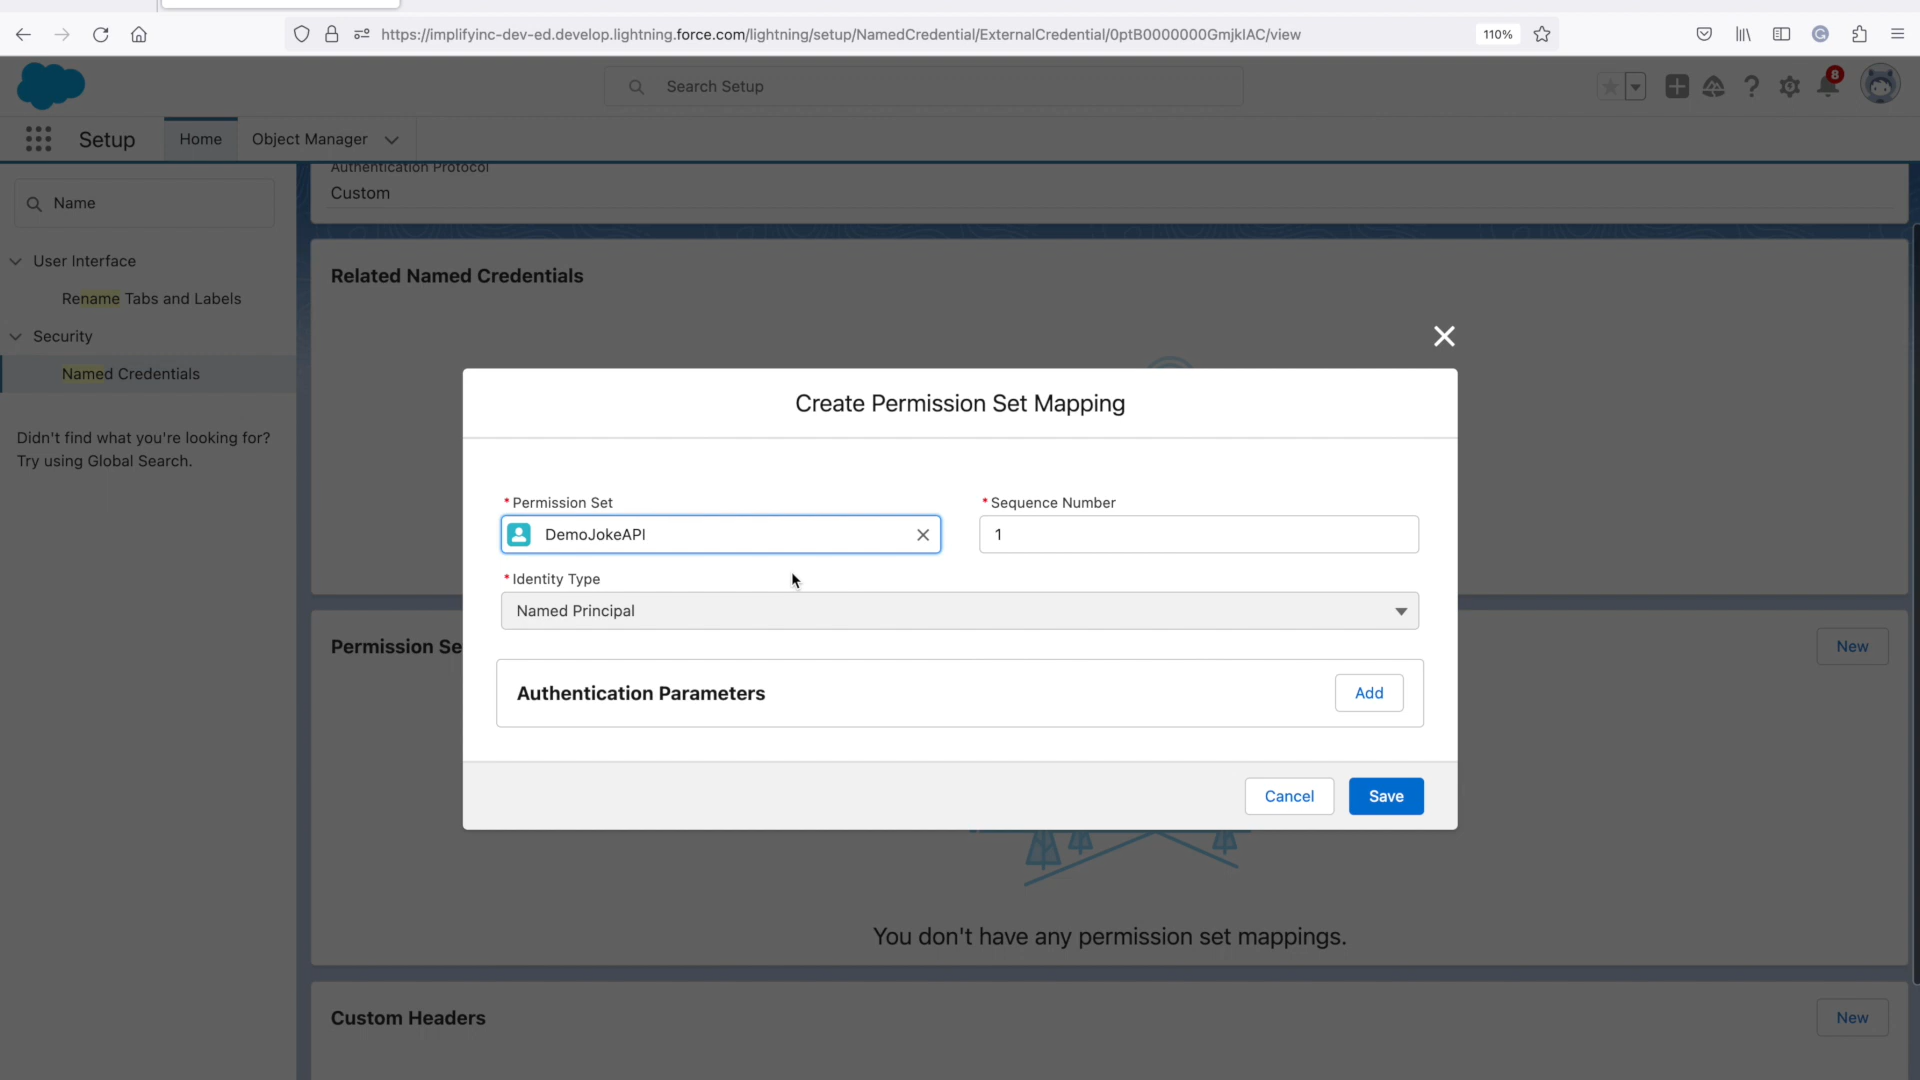 https://implifyinc-dev-ed.develop.lightning.force.com/lightning/setup/NamedCredential/ExternalCredential/0ptB0000000GmjkIAC/view
110%
Search Setup
8
Setup
Home
Object Manager
Name
User Interface
Rename Tabs and Labels
Security
Named Credentials
Didn't find what you're looking for?
Try using Global Search.
Authentication Protocol
Custom
Related Named Credentials
Create Permission Set Mapping
*Permission Set
DemoJokeAPI
*Sequence Number
1
*Identity Type
Named Principal
Permission Se
New
Authentication Parameters
Add
Cancel
Save
You don't have any permission set mappings.
Custom Headers
New